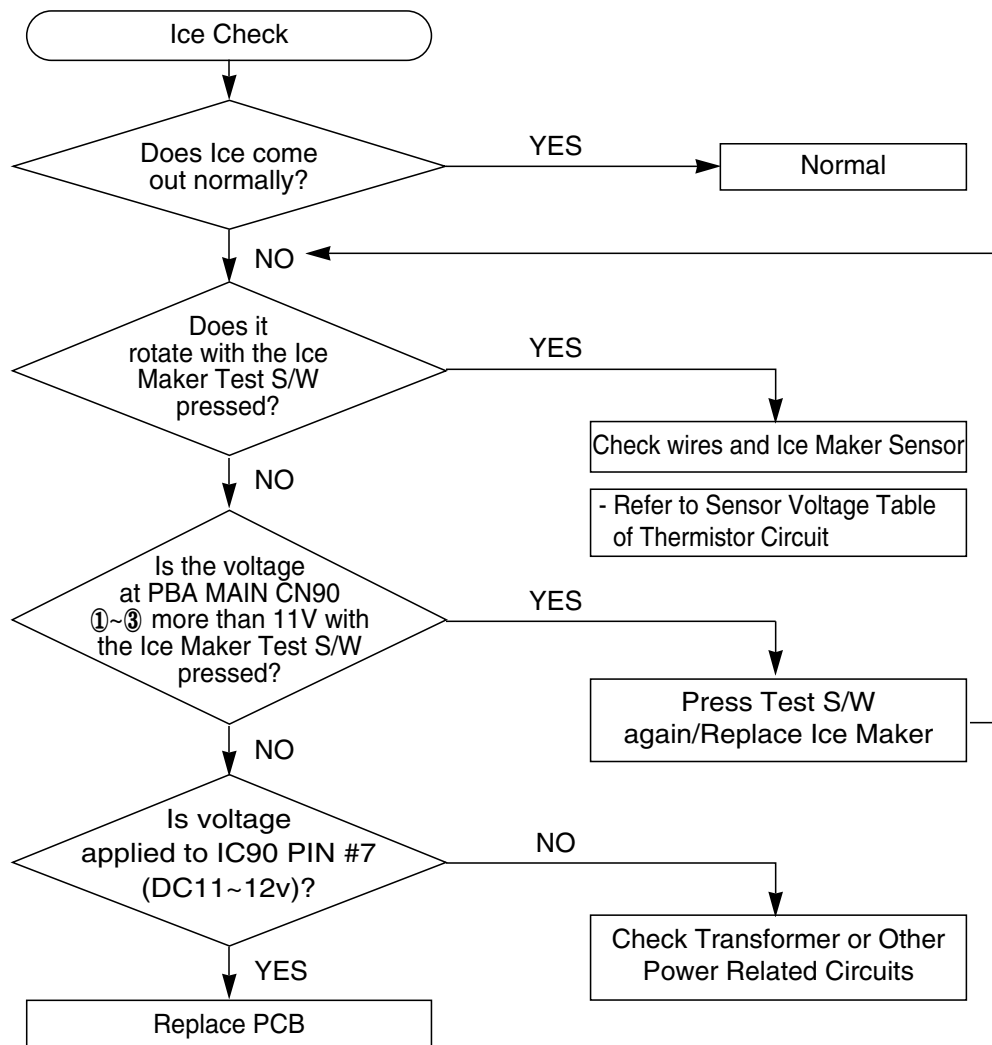 Ice Check
Does Ice come
out normally?
YES
Normal
NO
Does it
rotate with the Ice
Maker Test S/W
pressed?
YES
Check wires and Ice Maker Sensor
- Refer to Sensor Voltage Table
of Thermistor Circuit
NO
Is the voltage
at PBA MAIN CN90
①~③ more than 11V with
the Ice Maker Test S/W
pressed?
YES
Press Test S/W
again/Replace Ice Maker
NO
Is voltage
applied to IC90 PIN #7
(DC11~12v)?
NO
Check Transformer or Other
Power Related Circuits
YES
Replace PCB